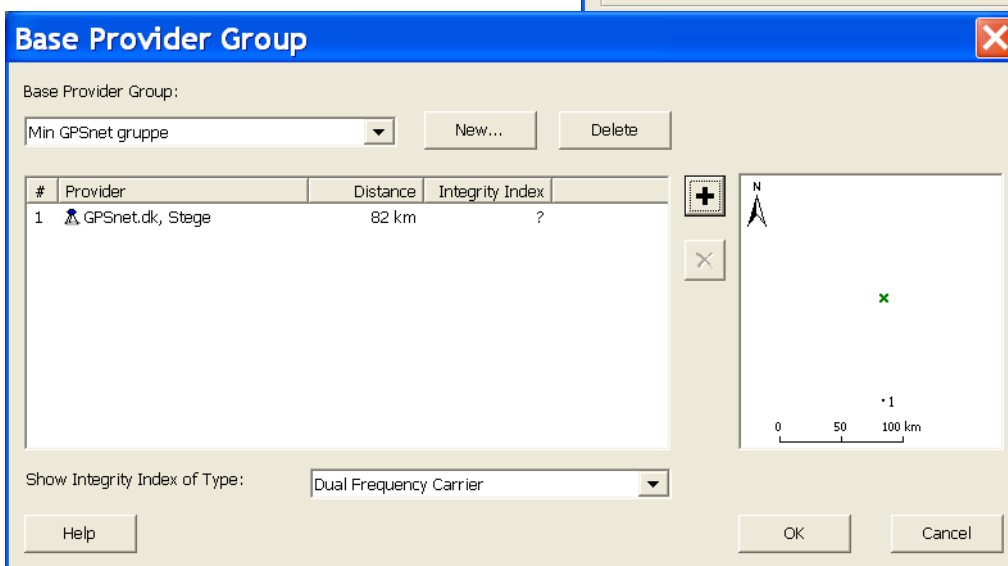 Base Provider Group
Base Provider Group:
Min GPSnet gruppe
New...
Delete
# Provider Distance Integrity Index
1 GPSnet.dk, Stege 82 km ?
N
1
0 50 100 km
Show Integrity Index of Type:
Dual Frequency Carrier
Help
OK
Cancel